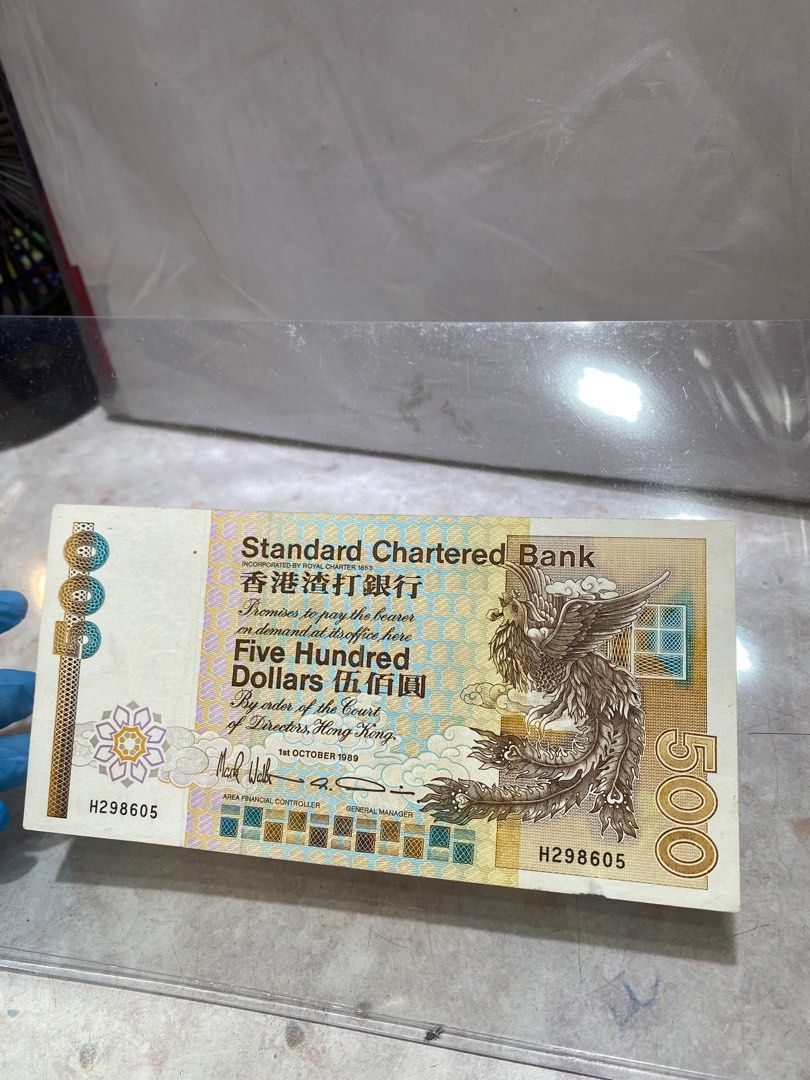 Standard Chartered Bank
INCORPORATED BY ROYAL CHARTER 1853
香港渣打銀行
Promises to pay the bearer
on demand at its office here
Five Hundred
Dollars 伍佰圓
By order of the Court
of Directors, Hong Kong.
1ST OCTOBER 1989
AREA FINANCIAL CONTROLLER GENERAL MANAGER
H298605
H298605
500
500